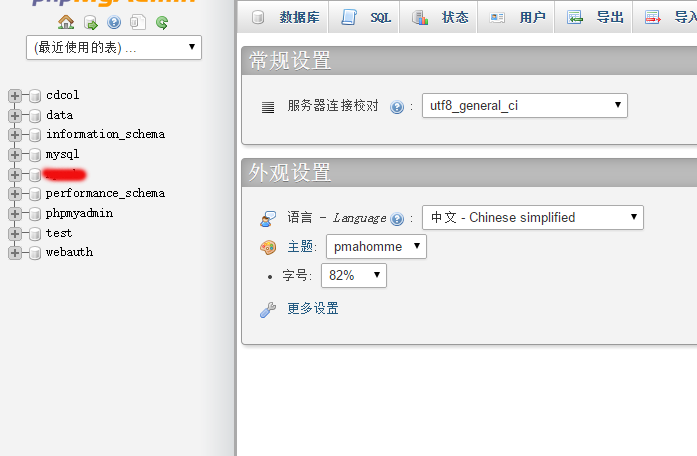 phpMyAdmin
(最近使用的表) ...
cdcol
data
information_schema
mysql
performance_schema
phpmyadmin
test
webauth
数据库 SQL 状态 用户 导出 导入
常规设置
服务器连接校对 : utf8_general_ci
外观设置
语言 - Language : 中文 - Chinese simplified
主题: pmahomme
• 字号: 82%
更多设置